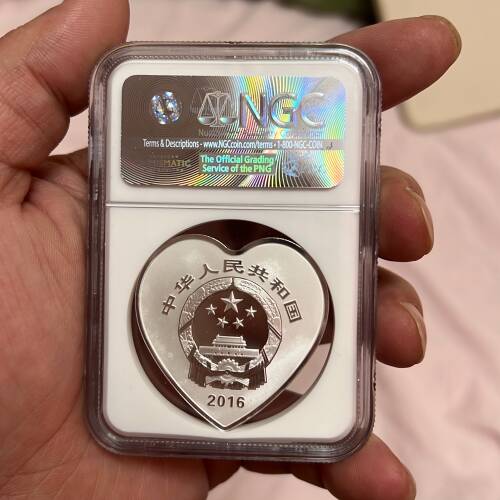 NGC
Terms & Descriptions - www.NGCcoin.com/terms • 1-800-NGC-COIN
The Official Grading
Service of the PNG
中华人民共和国
2016